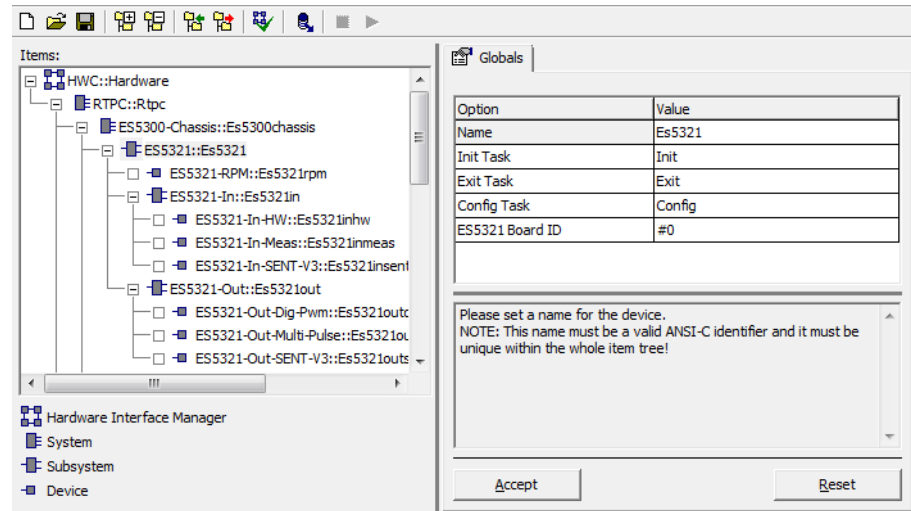 Items:
HWC::Hardware
RTPC::Rtpc
ES5300-Chassis::Es5300chassis
ES5321::Es5321
ES5321-RPM::Es5321rpm
ES5321-In::Es5321in
ES5321-In-HW::Es5321inhw
ES5321-In-Meas::Es5321inmeas
ES5321-In-SENT-V3::Es5321insent
ES5321-Out::Es5321out
ES5321-Out-Dig-Pwm::Es5321outd
ES5321-Out-Multi-Pulse::Es5321ou
ES5321-Out-SENT-V3::Es5321outs
Hardware Interface Manager
System
Subsystem
Device
Globals
Option Value
Name Es5321
Init Task Init
Exit Task Exit
Config Task Config
ES5321 Board ID #0
Please set a name for the device.
NOTE: This name must be a valid ANSI-C identifier and it must be
unique within the whole item tree!
Accept Reset